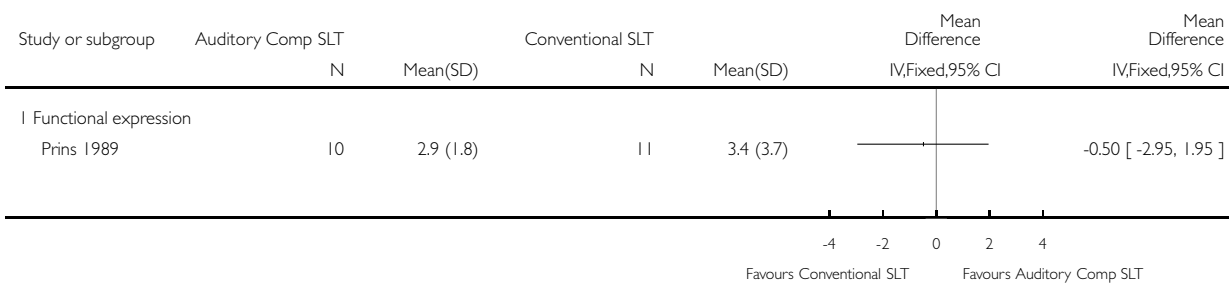 Study or subgroup Auditory Comp SLT Conventional SLT Mean Difference Mean Difference
N Mean(SD) N Mean(SD) IV,Fixed,95% CI IV,Fixed,95% CI
1 Functional expression
Prins 1989 10 2.9 (1.8) 11 3.4 (3.7) -0.50 [ -2.95, 1.95 ]
-4 -2 0 2 4
Favours Conventional SLT Favours Auditory Comp SLT